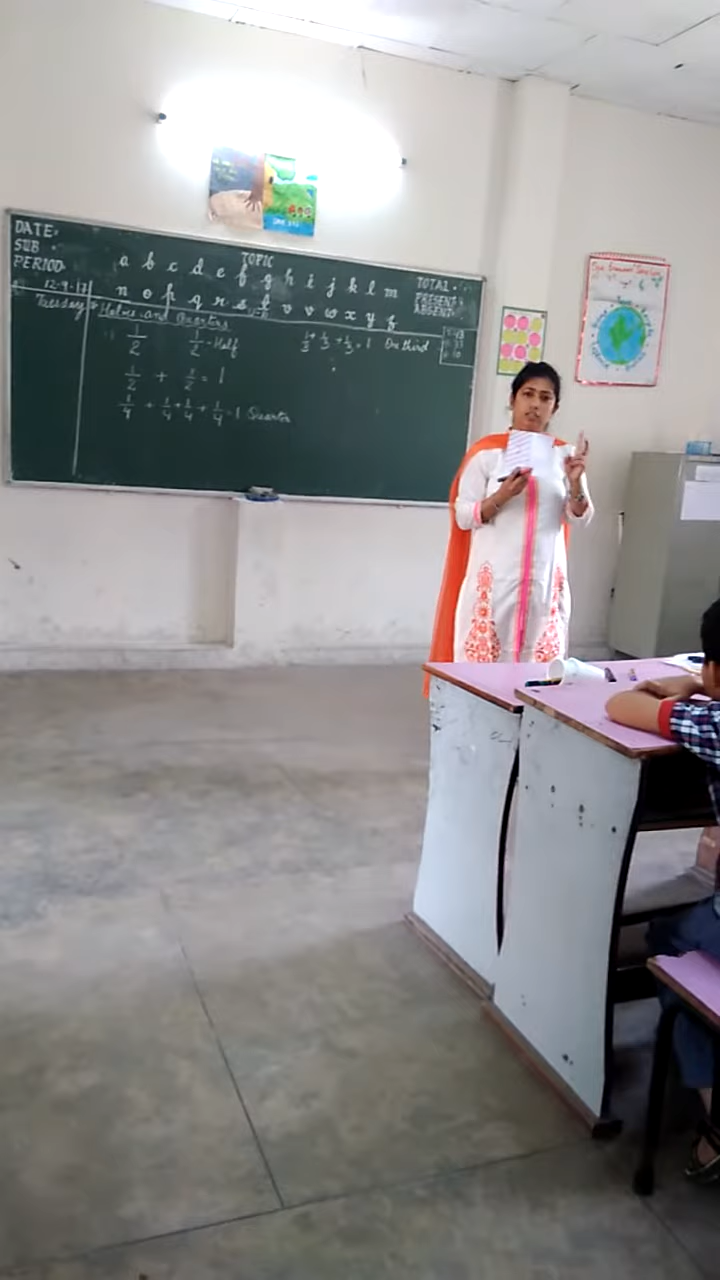 DATE:
SUB
PERIOD
TOPIC
a b c d e f g h i j k l m
n o p q r s t u v w x y z
TOTAL
PRESENT
ABSENT
12-9-17
Tuesday
Halves and Quarters
1/2 1/2 - Half
1/2 + 1/2 = 1
1/4 + 1/4 + 1/4 + 1/4 = 1 Quarter
1/3 + 1/3 + 1/3 = 1 On third